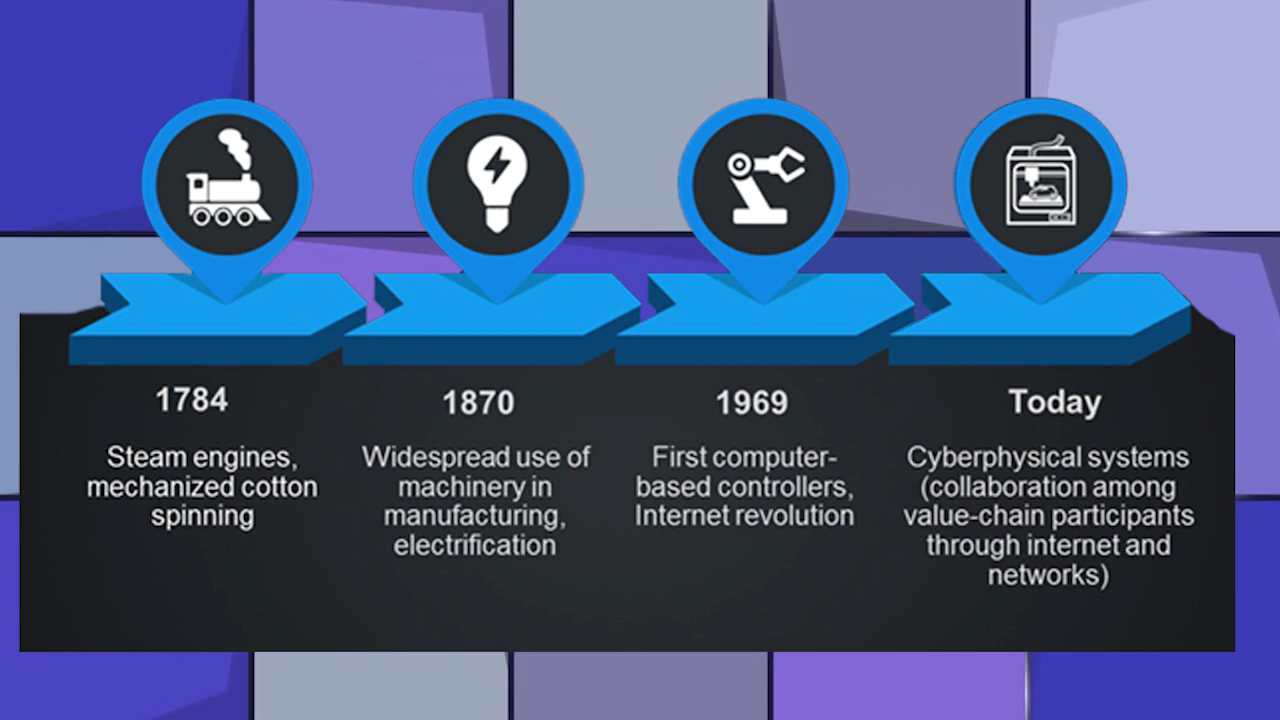 1784
Steam engines,
mechanized cotton
spinning
1870
Widespread use of
machinery in
manufacturing,
electrification
1969
First computer-
based controllers,
Internet revolution
Today
Cyberphysical systems
(collaboration among
value-chain participants
through internet and
networks)